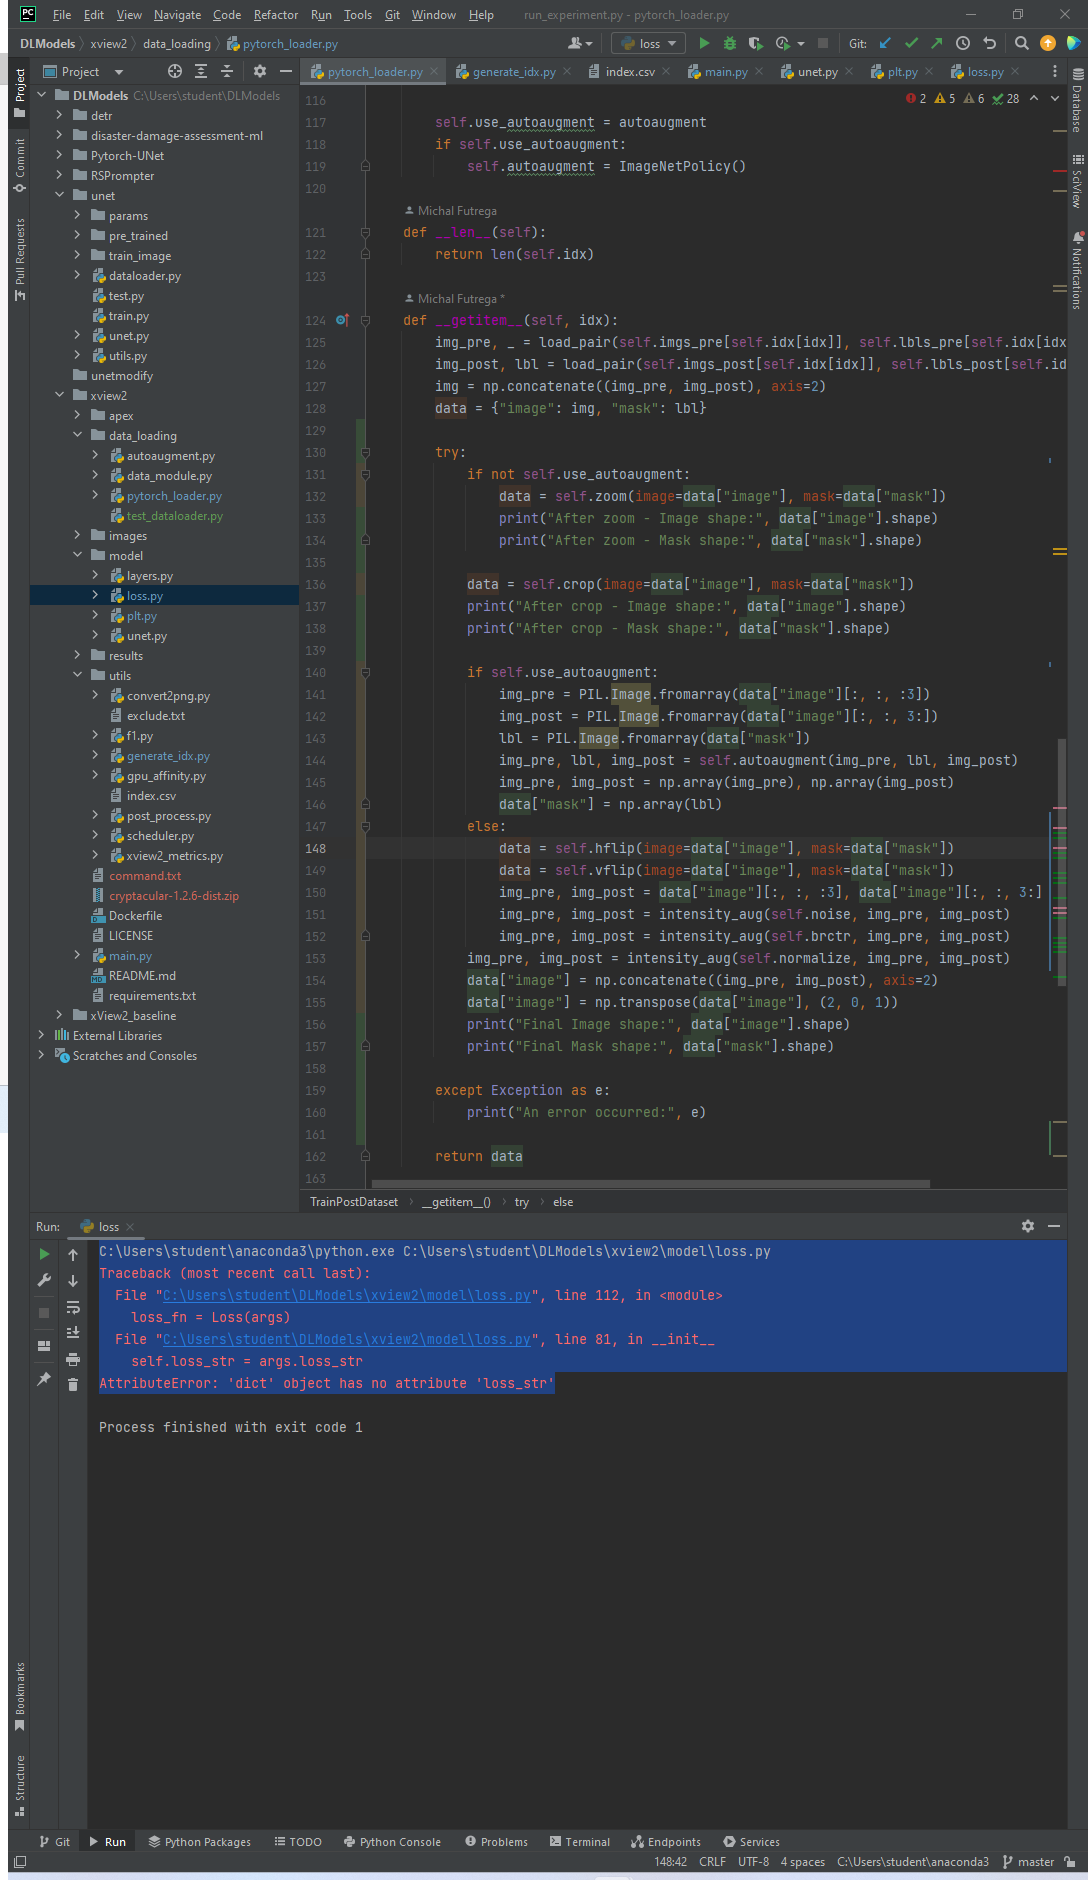 File Edit View Navigate Code Refactor Run Tools Git Window Help run_experiment.py - pytorch_loader.py
DLModels xview2 data_loading pytorch_loader.py loss Git:
Project pytorch_loader.py generate_idx.py index.csv main.py unet.py plt.py loss.py
Project
Commit
Pull Requests
Bookmarks
Structure
DLModels C:\Users\student\DLModels
detr
disaster-damage-assessment-ml
Pytorch-UNet
RSPrompter
unet
params
pre_trained
train_image
dataloader.py
test.py
train.py
unet.py
utils.py
unetmodify
xview2
apex
data_loading
autoaugment.py
data_module.py
pytorch_loader.py
test_dataloader.py
images
model
layers.py
loss.py
plt.py
unet.py
results
utils
convert2png.py
exclude.txt
f1.py
generate_idx.py
gpu_affinity.py
index.csv
post_process.py
scheduler.py
xview2_metrics.py
command.txt
cryptacular-1.2.6-dist.zip
Dockerfile
LICENSE
main.py
README.md
requirements.txt
xView2_baseline
External Libraries
Scratches and Consoles
2 5 6 28
116
117 self.use_autoaugment = autoaugment
118 if self.use_autoaugment:
119 self.autoaugment = ImageNetPolicy()
120
Michal Futrega
121 def __len__(self):
122 return len(self.idx)
123
Michal Futrega *
124 def __getitem__(self, idx):
125 img_pre, _ = load_pair(self.imgs_pre[self.idx[idx]], self.lbls_pre[self.idx[idx
126 img_post, lbl = load_pair(self.imgs_post[self.idx[idx]], self.lbls_post[self.id
127 img = np.concatenate((img_pre, img_post), axis=2)
128 data = {"image": img, "mask": lbl}
129
130 try:
131 if not self.use_autoaugment:
132 data = self.zoom(image=data["image"], mask=data["mask"])
133 print("After zoom - Image shape:", data["image"].shape)
134 print("After zoom - Mask shape:", data["mask"].shape)
135
136 data = self.crop(image=data["image"], mask=data["mask"])
137 print("After crop - Image shape:", data["image"].shape)
138 print("After crop - Mask shape:", data["mask"].shape)
139
140 if self.use_autoaugment:
141 img_pre = PIL.Image.fromarray(data["image"][:, :, :3])
142 img_post = PIL.Image.fromarray(data["image"][:, :, 3:])
143 lbl = PIL.Image.fromarray(data["mask"])
144 img_pre, lbl, img_post = self.autoaugment(img_pre, lbl, img_post)
145 img_pre, img_post = np.array(img_pre), np.array(img_post)
146 data["mask"] = np.array(lbl)
147 else:
148 data = self.hflip(image=data["image"], mask=data["mask"])
149 data = self.vflip(image=data["image"], mask=data["mask"])
150 img_pre, img_post = data["image"][:, :, :3], data["image"][:, :, 3:]
151 img_pre, img_post = intensity_aug(self.noise, img_pre, img_post)
152 img_pre, img_post = intensity_aug(self.brctr, img_pre, img_post)
153 img_pre, img_post = intensity_aug(self.normalize, img_pre, img_post)
154 data["image"] = np.concatenate((img_pre, img_post), axis=2)
155 data["image"] = np.transpose(data["image"], (2, 0, 1))
156 print("Final Image shape:", data["image"].shape)
157 print("Final Mask shape:", data["mask"].shape)
158
159 except Exception as e:
160 print("An error occurred:", e)
161
162 return data
163
TrainPostDataset __getitem__() try else
Database
SciView
Notifications
Run: loss
C:\Users\student\anaconda3\python.exe C:\Users\student\DLModels\xview2\model\loss.py
Traceback (most recent call last):
File "C:\Users\student\DLModels\xview2\model\loss.py", line 112, in <module>
loss_fn = Loss(args)
File "C:\Users\student\DLModels\xview2\model\loss.py", line 81, in __init__
self.loss_str = args.loss_str
AttributeError: 'dict' object has no attribute 'loss_str'
Process finished with exit code 1
Git Run Python Packages TODO Python Console Problems Terminal Endpoints Services
148:42 CRLF UTF-8 4 spaces C:\Users\student\anaconda3 master